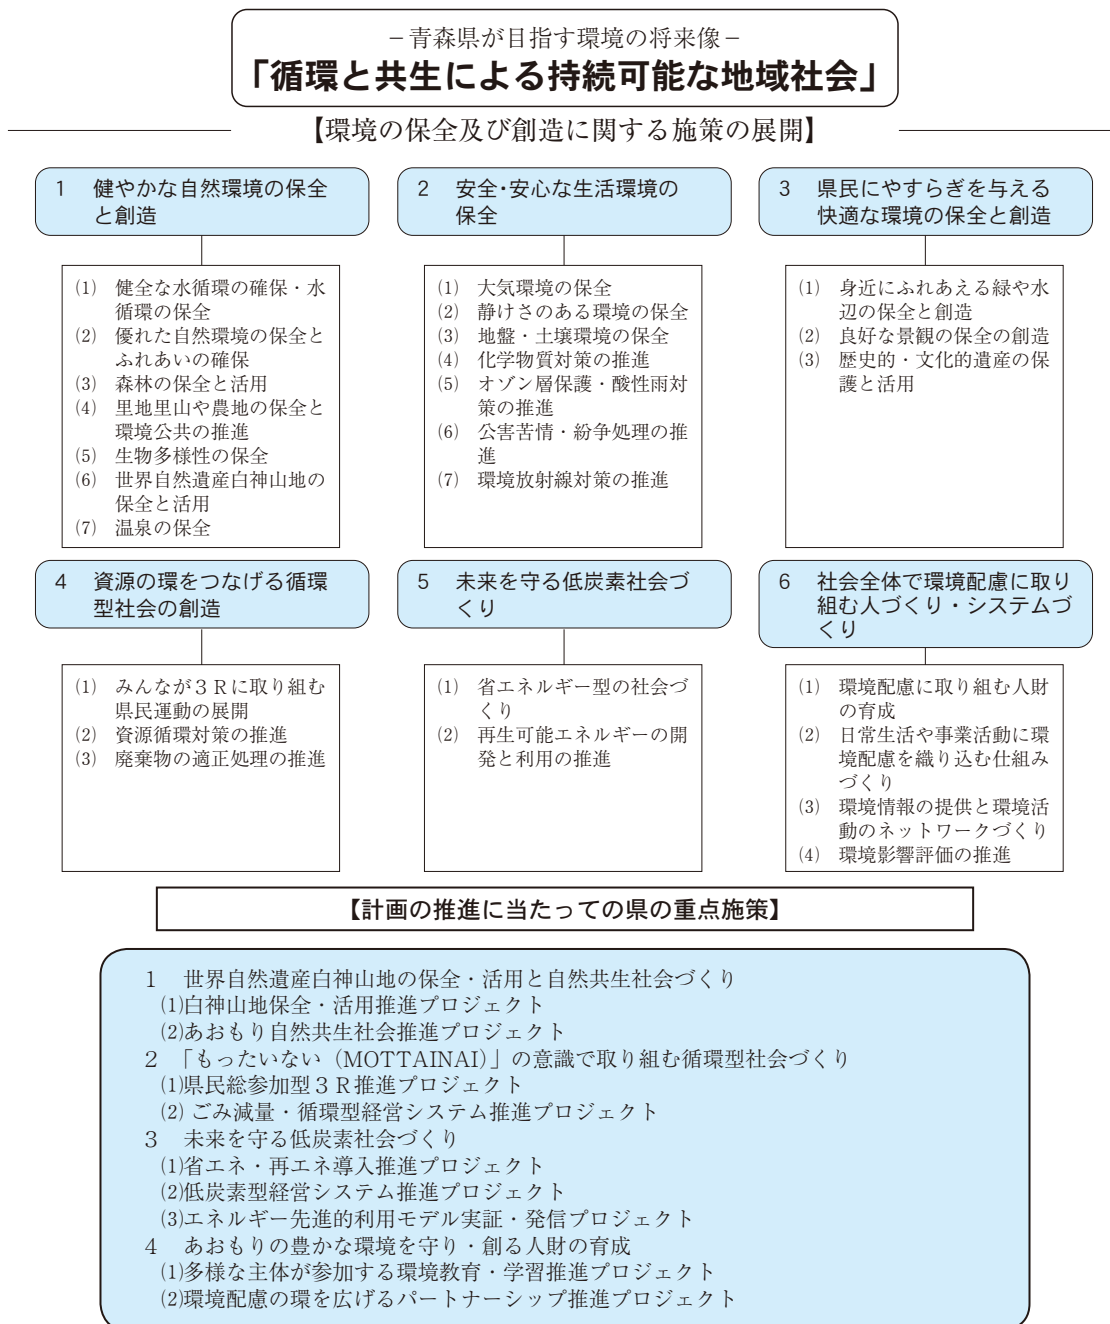 －青森県が目指す環境の将来像－
「循環と共生による持続可能な地域社会」
【環境の保全及び創造に関する施策の展開】
1 健やかな自然環境の保全
と創造
⑴ 健全な水循環の確保・水
循環の保全
⑵ 優れた自然環境の保全と
ふれあいの確保
⑶ 森林の保全と活用
⑷ 里地里山や農地の保全と
環境公共の推進
⑸ 生物多様性の保全
⑹ 世界自然遺産白神山地の
保全と活用
⑺ 温泉の保全
2 安全・安心な生活環境の
保全
⑴ 大気環境の保全
⑵ 静けさのある環境の保全
⑶ 地盤・土壌環境の保全
⑷ 化学物質対策の推進
⑸ オゾン層保護・酸性雨対
策の推進
⑹ 公害苦情・紛争処理の推
進
⑺ 環境放射線対策の推進
3 県民にやすらぎを与える
快適な環境の保全と創造
⑴ 身近にふれあえる緑や水
辺の保全と創造
⑵ 良好な景観の保全の創造
⑶ 歴史的・文化的遺産の保
護と活用
4 資源の環をつなげる循環
型社会の創造
⑴ みんなが３Ｒに取り組む
県民運動の展開
⑵ 資源循環対策の推進
⑶ 廃棄物の適正処理の推進
5 未来を守る低炭素社会づ
くり
⑴ 省エネルギー型の社会づ
くり
⑵ 再生可能エネルギーの開
発と利用の推進
6 社会全体で環境配慮に取り
組む人づくり・システムづ
くり
⑴ 環境配慮に取り組む人財
の育成
⑵ 日常生活や事業活動に環
境配慮を織り込む仕組み
づくり
⑶ 環境情報の提供と環境活
動のネットワークづくり
⑷ 環境影響評価の推進
【計画の推進に当たっての県の重点施策】
１ 世界自然遺産白神山地の保全・活用と自然共生社会づくり
⑴白神山地保全・活用推進プロジェクト
⑵あおもり自然共生社会推進プロジェクト
２ 「もったいない（MOTTAINAI）」の意識で取り組む循環型社会づくり
⑴県民総参加型３Ｒ推進プロジェクト
⑵ ごみ減量・循環型経営システム推進プロジェクト
３ 未来を守る低炭素社会づくり
⑴省エネ・再エネ導入推進プロジェクト
⑵低炭素型経営システム推進プロジェクト
⑶エネルギー先進的利用モデル実証・発信プロジェクト
４ あおもりの豊かな環境を守り・創る人財の育成
⑴多様な主体が参加する環境教育・学習推進プロジェクト
⑵環境配慮の環を広げるパートナーシップ推進プロジェクト